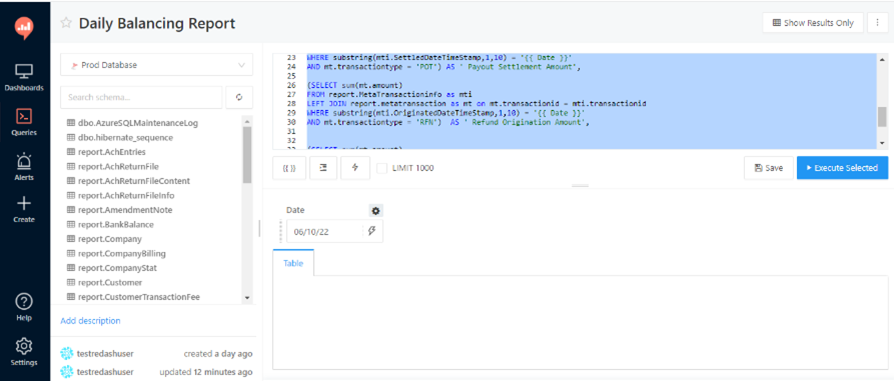 Daily Balancing Report
Show Results Only
Dashboards
Queries
Alerts
Create
Help
Settings
Prod Database
Search schema...
dbo.AzureSQLMaintenanceLog
dbo.hibernate_sequence
report.AchEntries
report.AchReturnFile
report.AchReturnFileContent
report.AchReturnFileInfo
report.AmendmentNote
report.BankBalance
report.Company
report.CompanyBilling
report.CompanyStat
report.Customer
report.CustomerTransactionFee
Add description
testredashuser created a day ago
testredashuser updated 12 minutes ago
23 WHERE substring(mti.SettledDateTimeStamp,1,10) = '{{ Date }}'
24 AND mt.transactiontype = 'POT') AS ' Payout Settlement Amount',
25
26 (SELECT sum(mt.amount)
27 FROM report.MetaTransactioninfo as mti
28 LEFT JOIN report.metatransaction as mt on mt.transactionid = mti.transactionid
29 WHERE substring(mti.OriginatedDateTimeStamp,1,10) = '{{ Date }}'
30 AND mt.transactiontype = 'RFN') AS ' Refund Origination Amount',
31
32
(SELECT sum(mt.amount)
{{ }}
LIMIT 1000
Save
Execute Selected
Date
06/10/22
Table